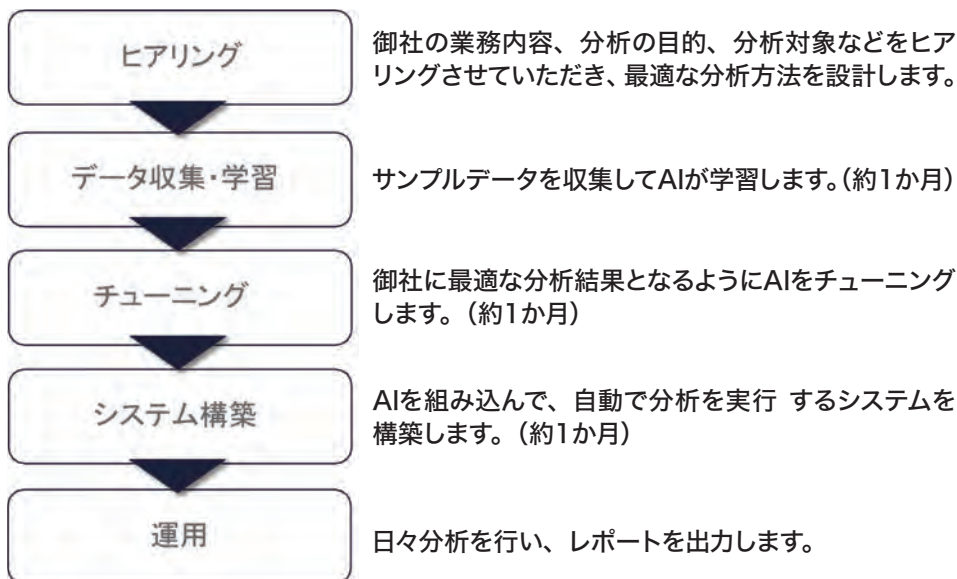 ヒアリング
御社の業務内容、分析の目的、分析対象などをヒア
リングさせていただき、最適な分析方法を設計します。
データ収集・学習
サンプルデータを収集してAIが学習します。（約1か月）
チューニング
御社に最適な分析結果となるようにAIをチューニング
します。（約1か月）
システム構築
AIを組み込んで、自動で分析を実行 するシステムを
構築します。（約1か月）
運用
日々分析を行い、レポートを出力します。